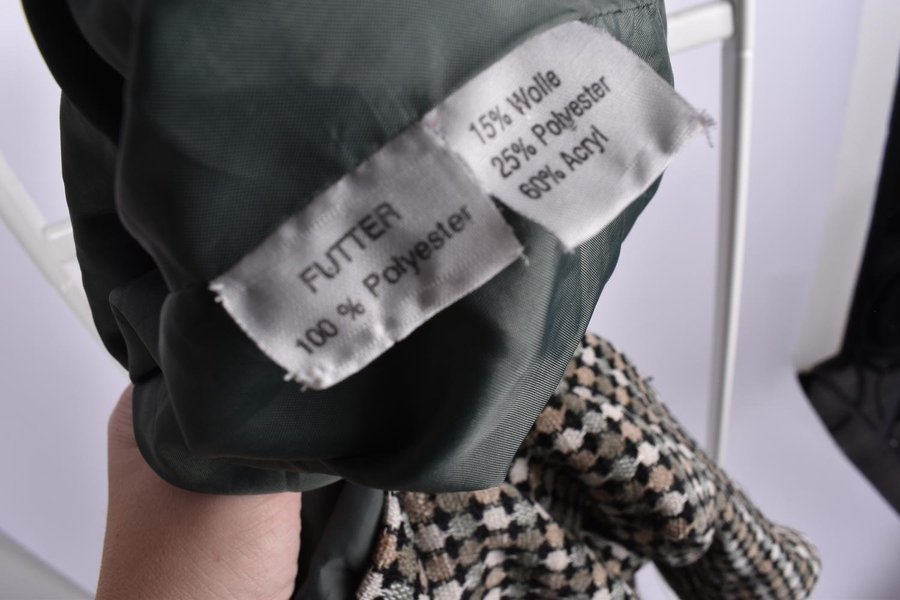 FUTTER
100 % Polyester
15% Wolle
25% Polyester
60% Acryl